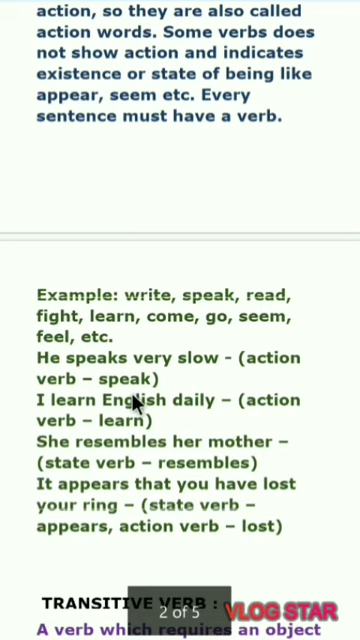 action, so they are also called
action words. Some verbs does
not show action and indicates
existence or state of being like
appear, seem etc. Every
sentence must have a verb.
Example: write, speak, read,
fight, learn, come, go, seem,
feel, etc.
He speaks very slow - (action
verb – speak)
I learn English daily – (action
verb – learn)
She resembles her mother –
(state verb – resembles)
It appears that you have lost
your ring – (state verb –
appears, action verb – lost)
TRANSITIVE VERB :
2 of 5
VLOG STAR
A verb which requires an object